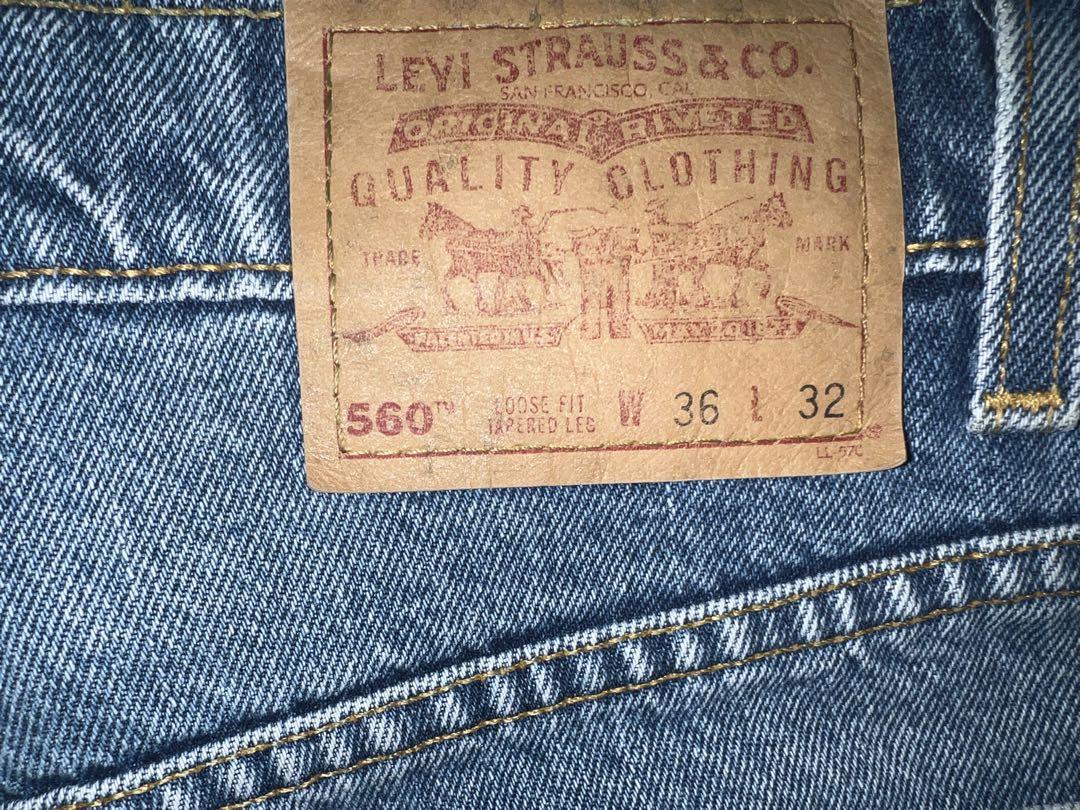 LEVI STRAUSS & CO.
SAN FRANCISCO, CAL
ORIGINAL RIVETED
QUALITY CLOTHING
TRADE MARK
560™ LOOSE FIT TAPERED LEG W 36 L 32